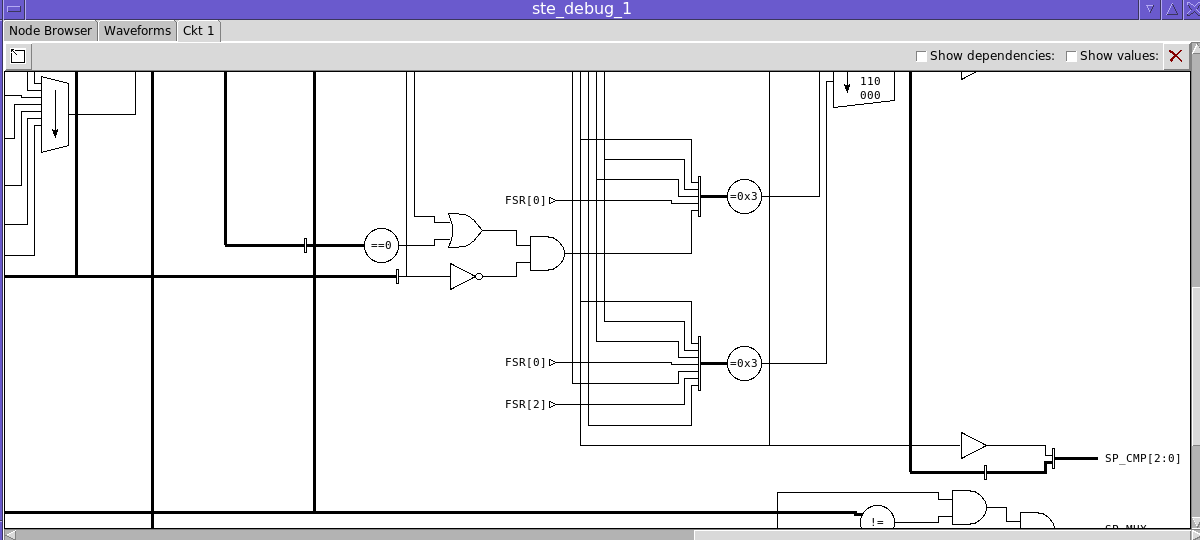 ste_debug_1
Node Browser Waveforms Ckt 1
Show dependencies: Show values:
110
000
FSR[0]
=0x3
==0
FSR[0]
=0x3
FSR[2]
SP_CMP[2:0]
!=